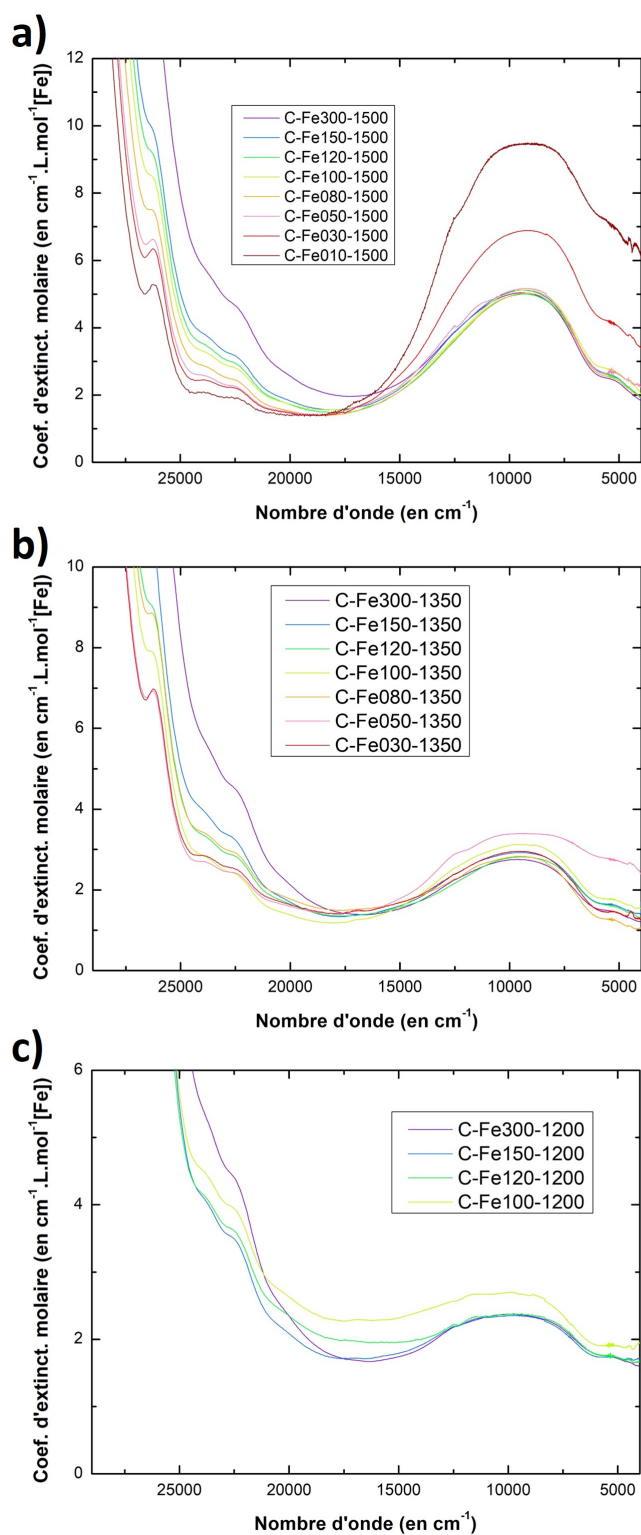 a)
12
10
8
6
4
2
0
Coef. d'extinct. molaire (en cm⁻¹.L.mol⁻¹[Fe])
C-Fe300-1500
C-Fe150-1500
C-Fe120-1500
C-Fe100-1500
C-Fe080-1500
C-Fe050-1500
C-Fe030-1500
C-Fe010-1500
25000 20000 15000 10000 5000
Nombre d'onde (en cm⁻¹)
b)
10
8
6
4
2
0
Coef. d'extinct. molaire (en cm⁻¹.L.mol⁻¹[Fe])
C-Fe300-1350
C-Fe150-1350
C-Fe120-1350
C-Fe100-1350
C-Fe080-1350
C-Fe050-1350
C-Fe030-1350
25000 20000 15000 10000 5000
Nombre d'onde (en cm⁻¹)
c)
6
4
2
0
Coef. d'extinct. molaire (en cm⁻¹.L.mol⁻¹[Fe])
C-Fe300-1200
C-Fe150-1200
C-Fe120-1200
C-Fe100-1200
25000 20000 15000 10000 5000
Nombre d'onde (en cm⁻¹)